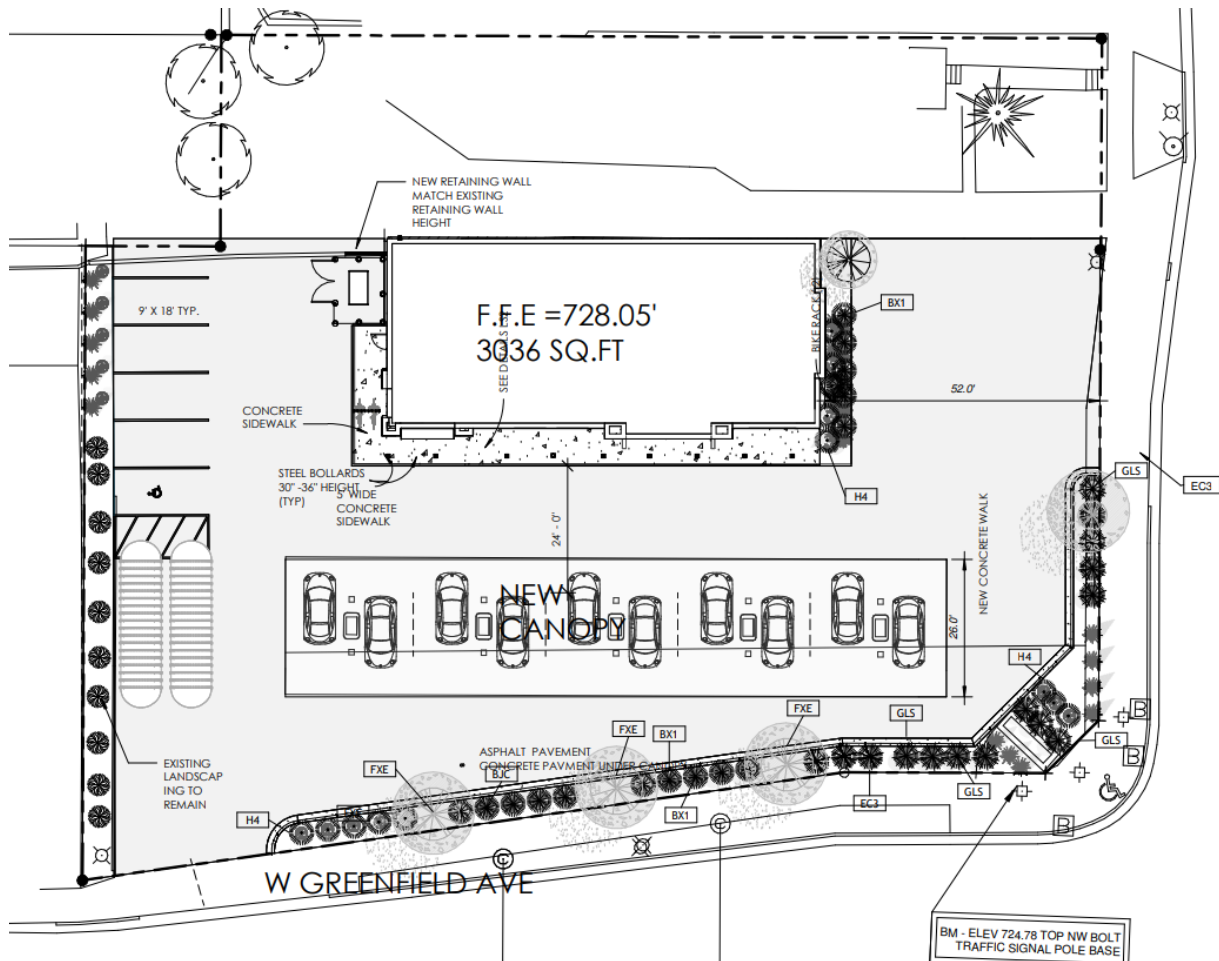 NEW RETAINING WALL
MATCH EXISTING
RETAINING WALL
HEIGHT
9' X 18' TYP.
F.F.E =728.05'
3036 SQ.FT
SEE DETAILS
BIKE RACK
BX1
52.0'
CONCRETE
SIDEWALK
STEEL BOLLARDS
30" -36" HEIGHT
(TYP)
5' WIDE
CONCRETE
SIDEWALK
H4
GLS
EC3
24' - 0"
NEW CONCRETE WALK
NEW
CANOPY
26.0'
H4
FXE
GLS
FXE
BX1
GLS
B
B
ASPHALT PAVEMENT
CONCRETE PAVMENT UNDER
EXISTING
LANDSCAP
ING TO
REMAIN
FXE
BJC
GLS
EC3
BX1
H4
B
C
C
W GREENFIELD AVE
BM - ELEV 724.78 TOP NW BOLT
TRAFFIC SIGNAL POLE BASE